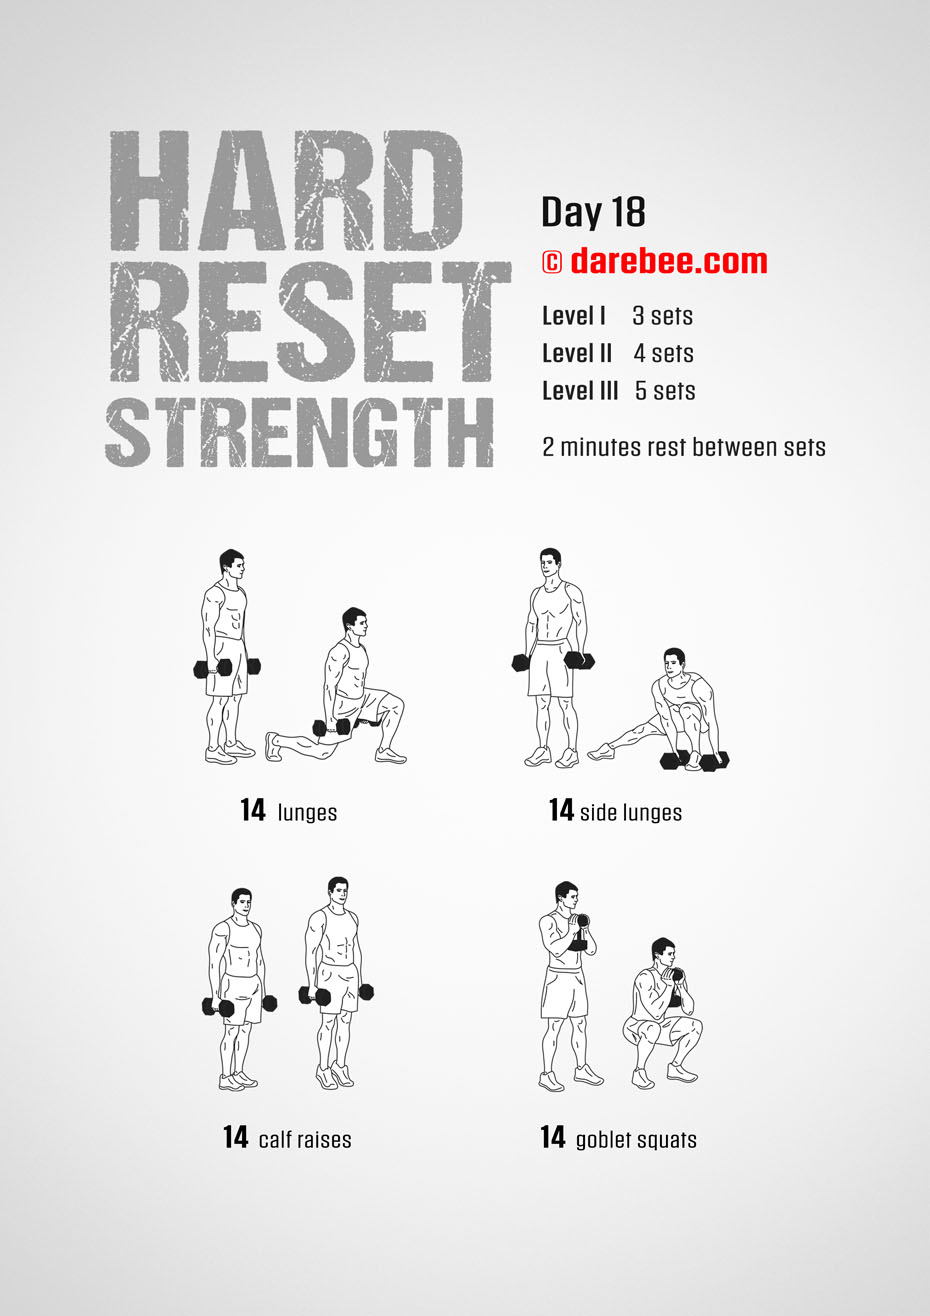 HARD
RESET
STRENGTH
Day 18
© darebee.com
Level I 3 sets
Level II 4 sets
Level III 5 sets
2 minutes rest between sets
14 lunges
14 side lunges
14 calf raises
14 goblet squats